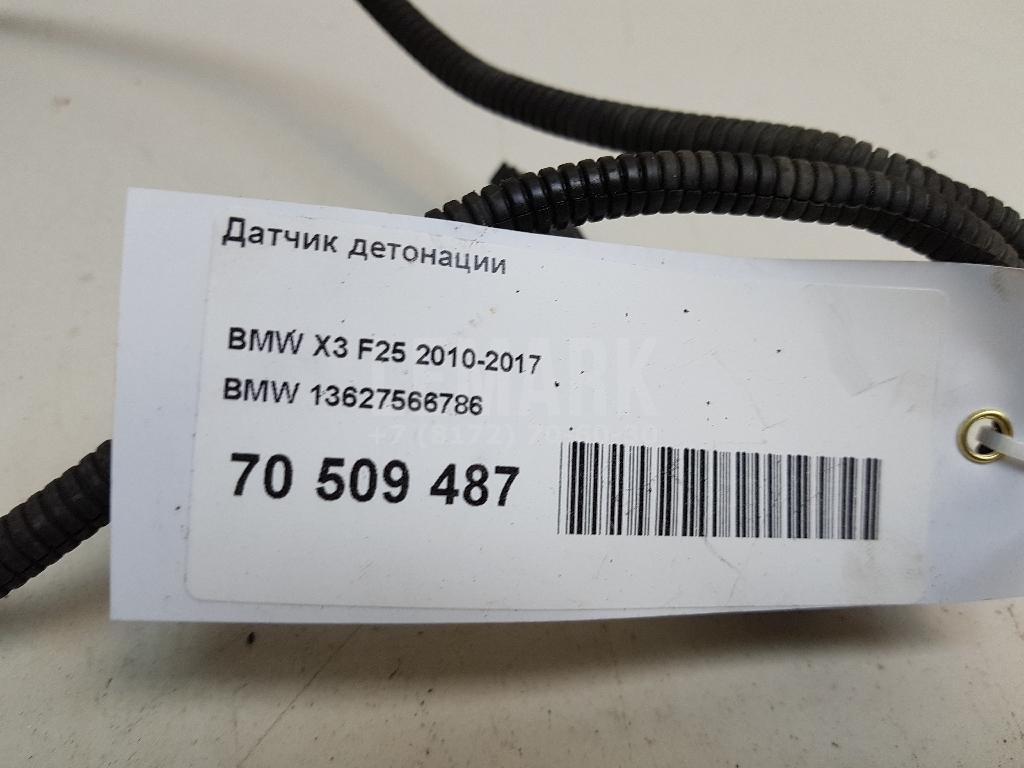 Датчик детонации
BMW X3 F25 2010-2017
BMW 13627566786
70 509 487